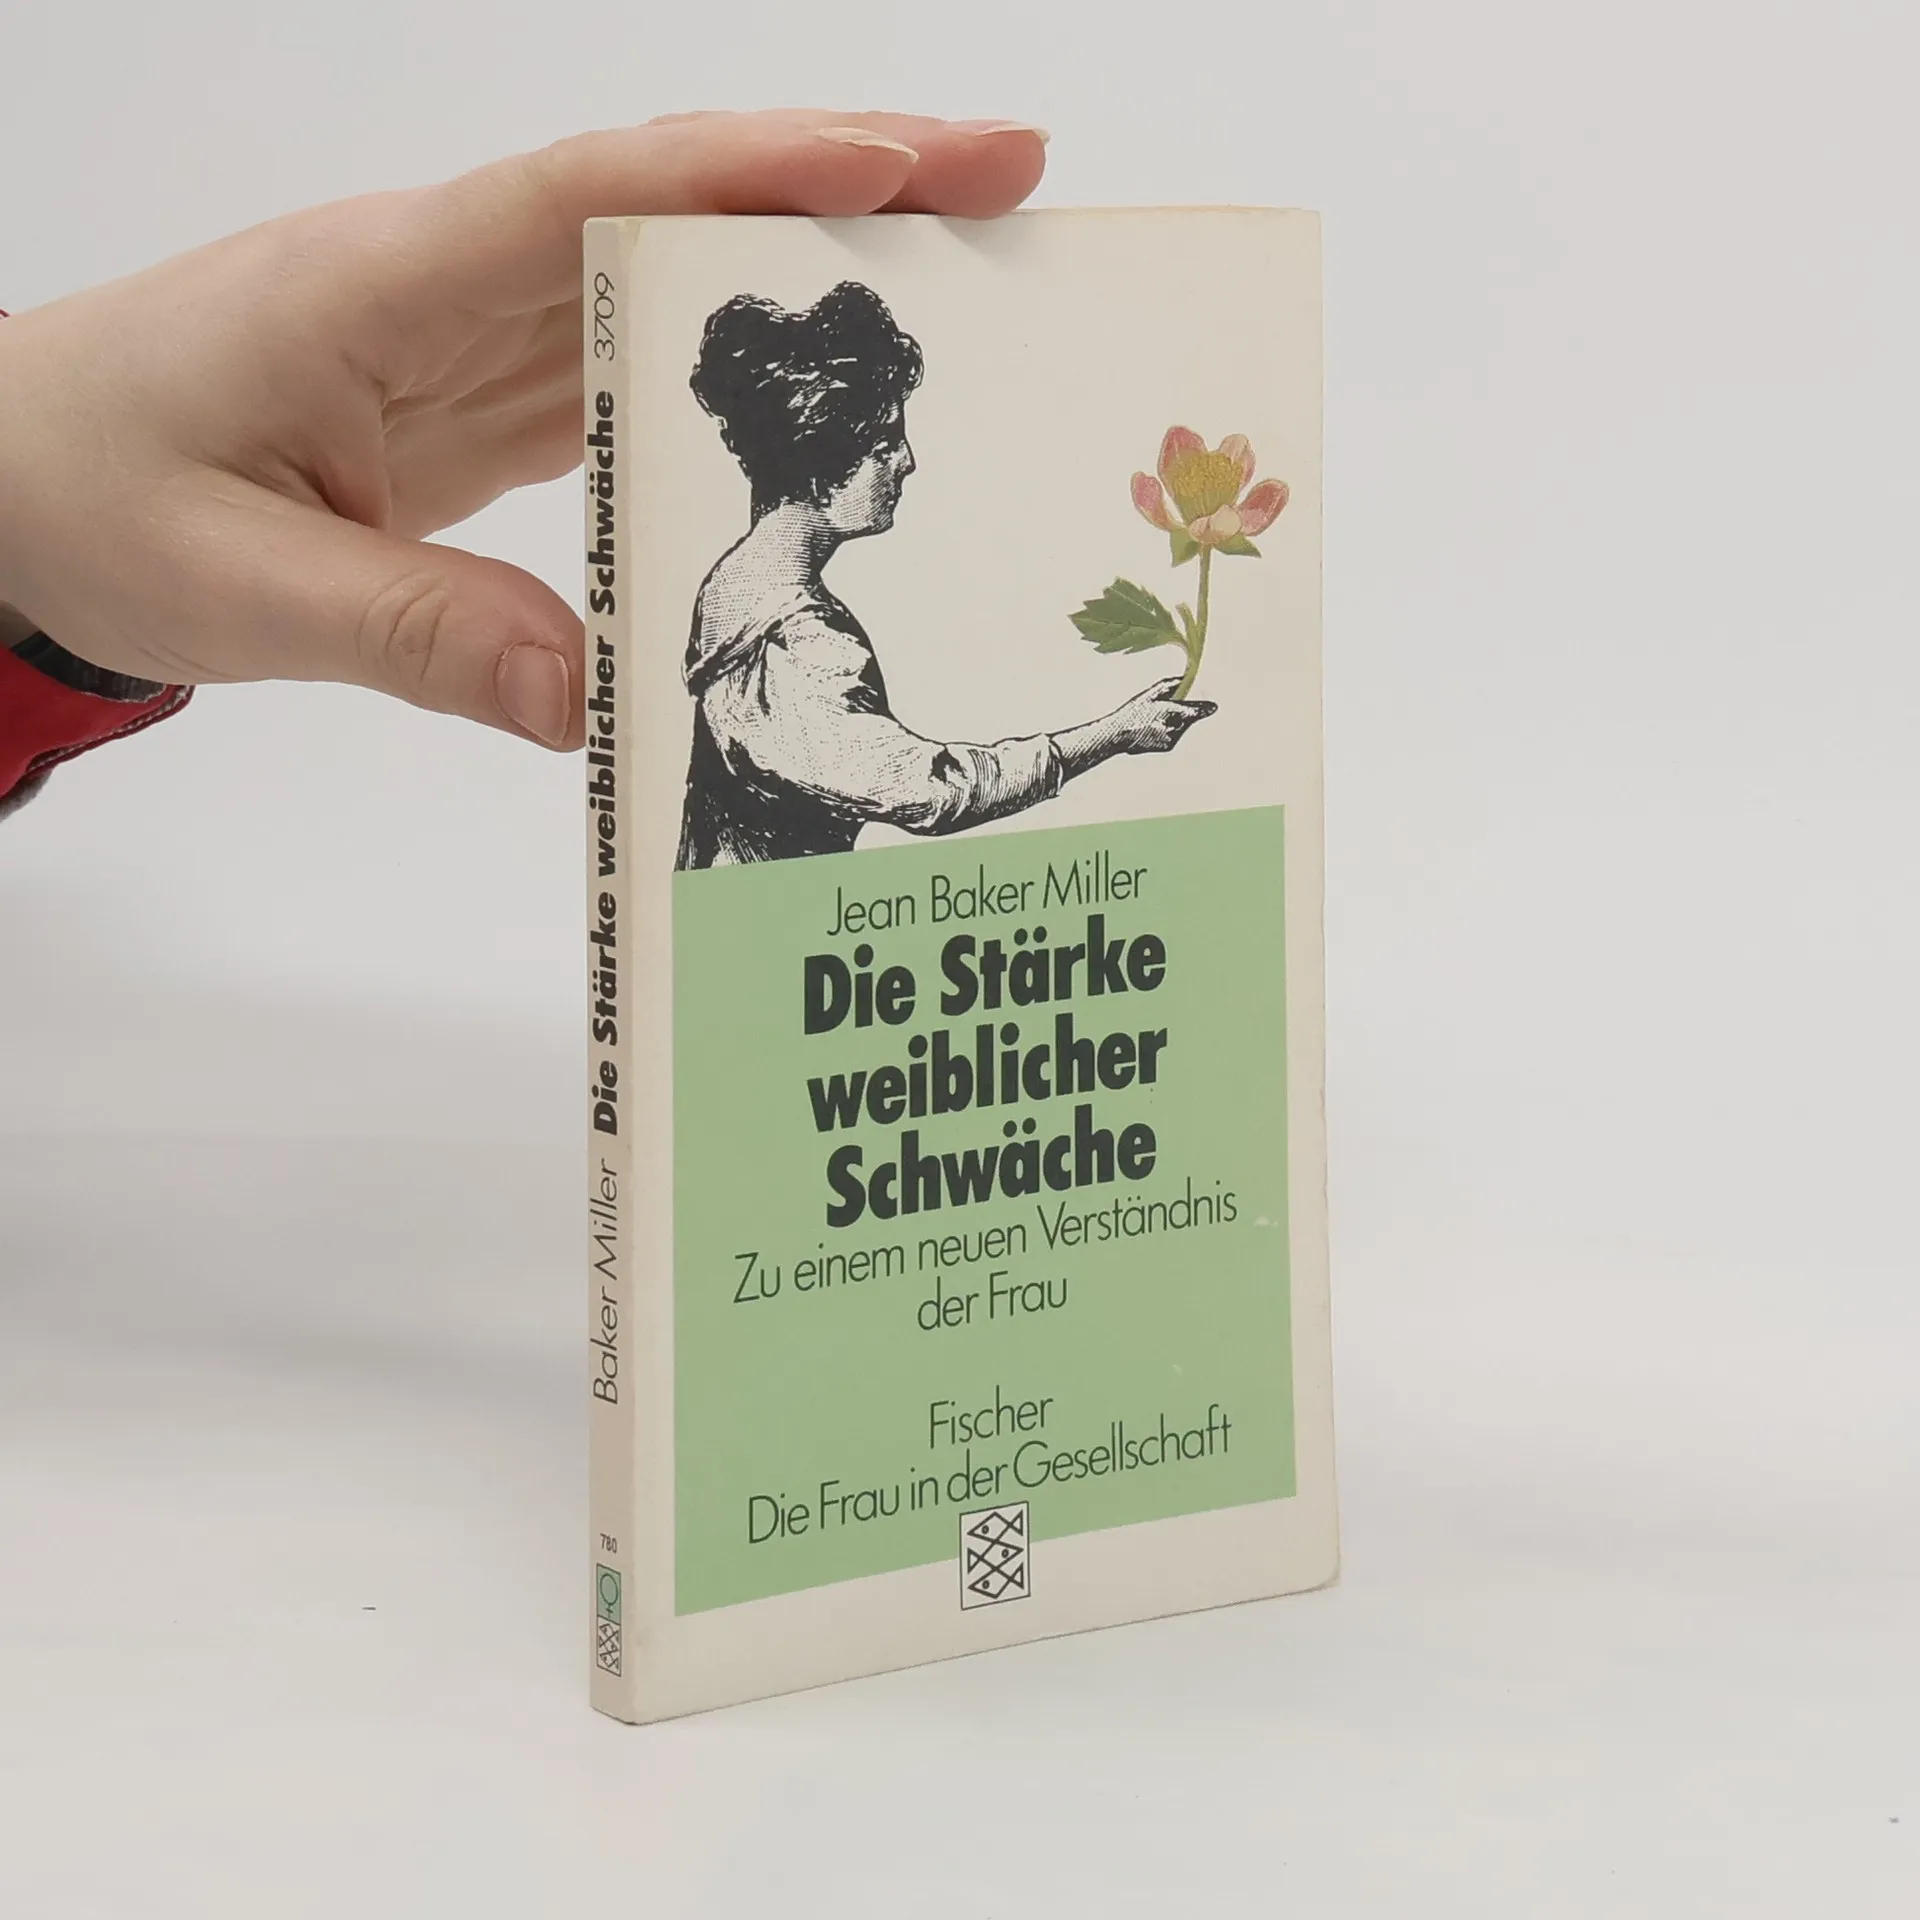 Jean Baker Miller
Die Stärke
weiblicher
Schwäche
Zu einem neuen Verständnis
der Frau
Fischer
Die Frau in der Gesellschaft
Baker Miller Die Stärke weiblicher Schwäche 3709
780